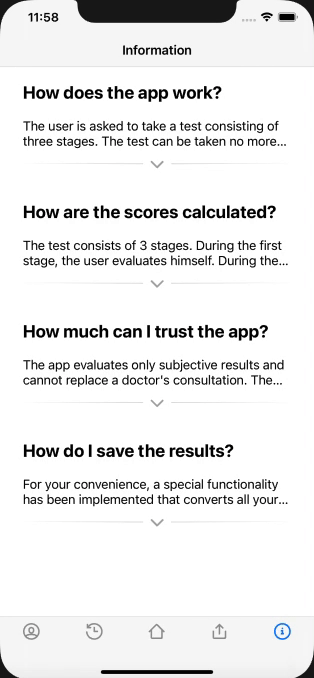 11:58
Information
How does the app work?
The user is asked to take a test consisting of
three stages. The test can be taken no more...
How are the scores calculated?
The test consists of 3 stages. During the first
stage, the user evaluates himself. During the...
How much can I trust the app?
The app evaluates only subjective results and
cannot replace a doctor's consultation. The...
How do I save the results?
For your convenience, a special functionality
has been implemented that converts all your...